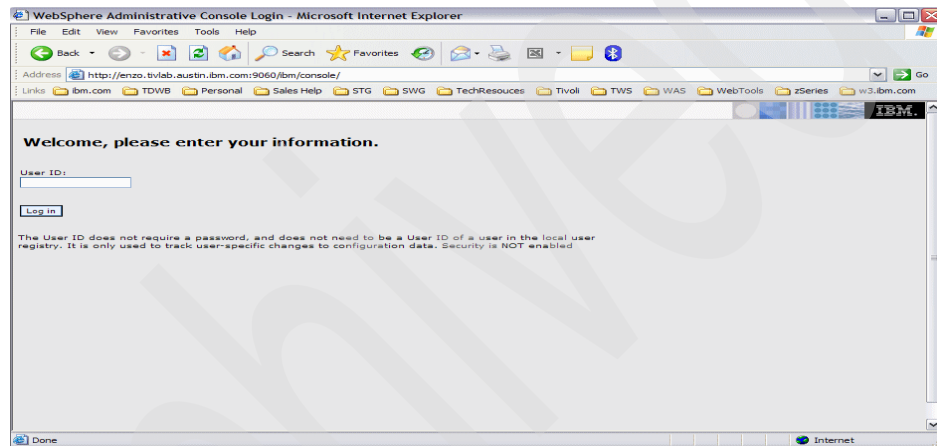 WebSphere Administrative Console Login - Microsoft Internet Explorer
File Edit View Favorites Tools Help
Back Search Favorites
Address http://enzo.tivlab.austin.ibm.com:9060/ibm/console/ Go
Links ibm.com TDWB Personal Sales Help STG SWG TechResouces Tivoli TWS WAS WebTools zSeries w3.ibm.com
IBM.
Welcome, please enter your information.
User ID:
Log in
The User ID does not require a password, and does not need to be a User ID of a user in the local user
registry. It is only used to track user-specific changes to configuration data. Security is NOT enabled
Done Internet